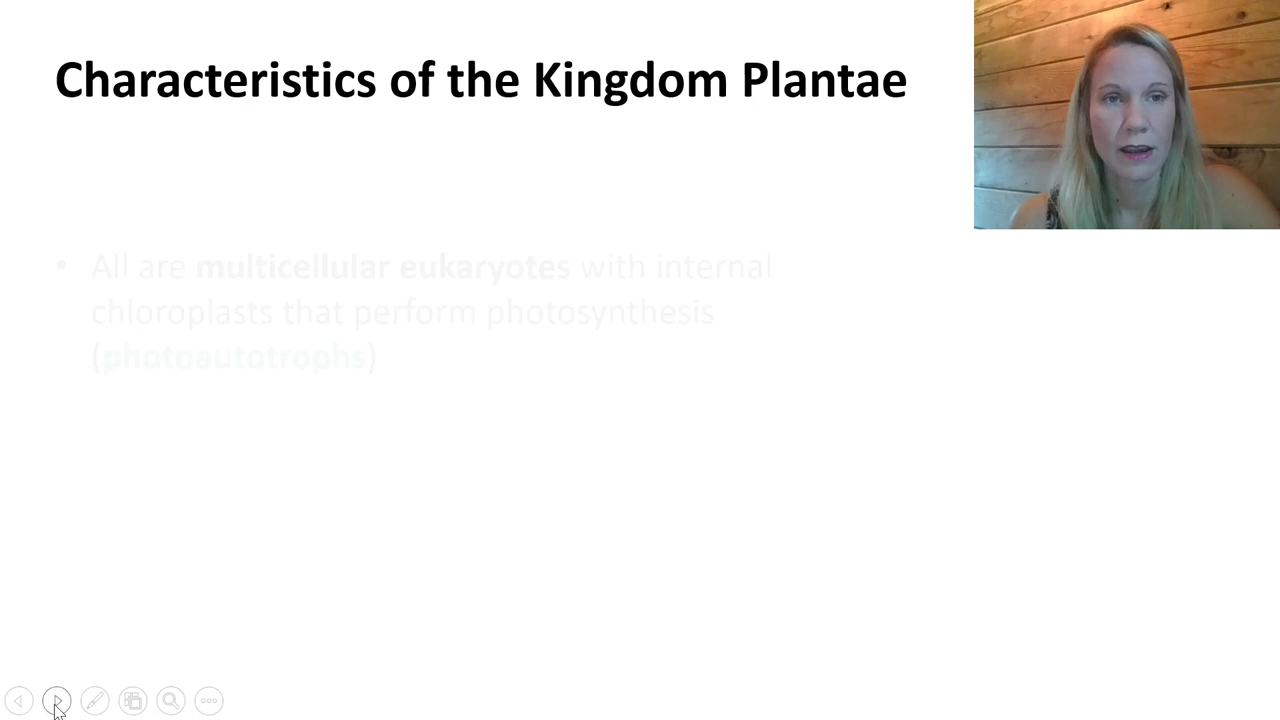 Characteristics of the Kingdom Plantae
• All are multicellular eukaryotes with internal
chloroplasts that perform photosynthesis
(photoautotrophs)